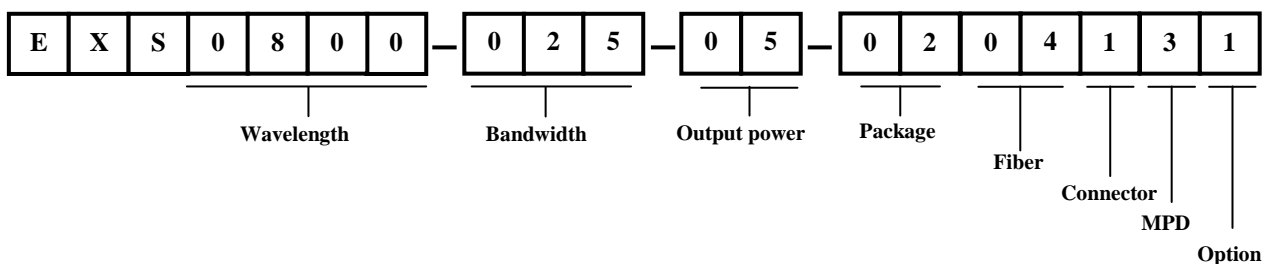 E X S 0 8 0 0 – 0 2 5 – 0 5 – 0 2 0 4 1 3 1
Wavelength Bandwidth Output power Package
Fiber
Connector
MPD
Option